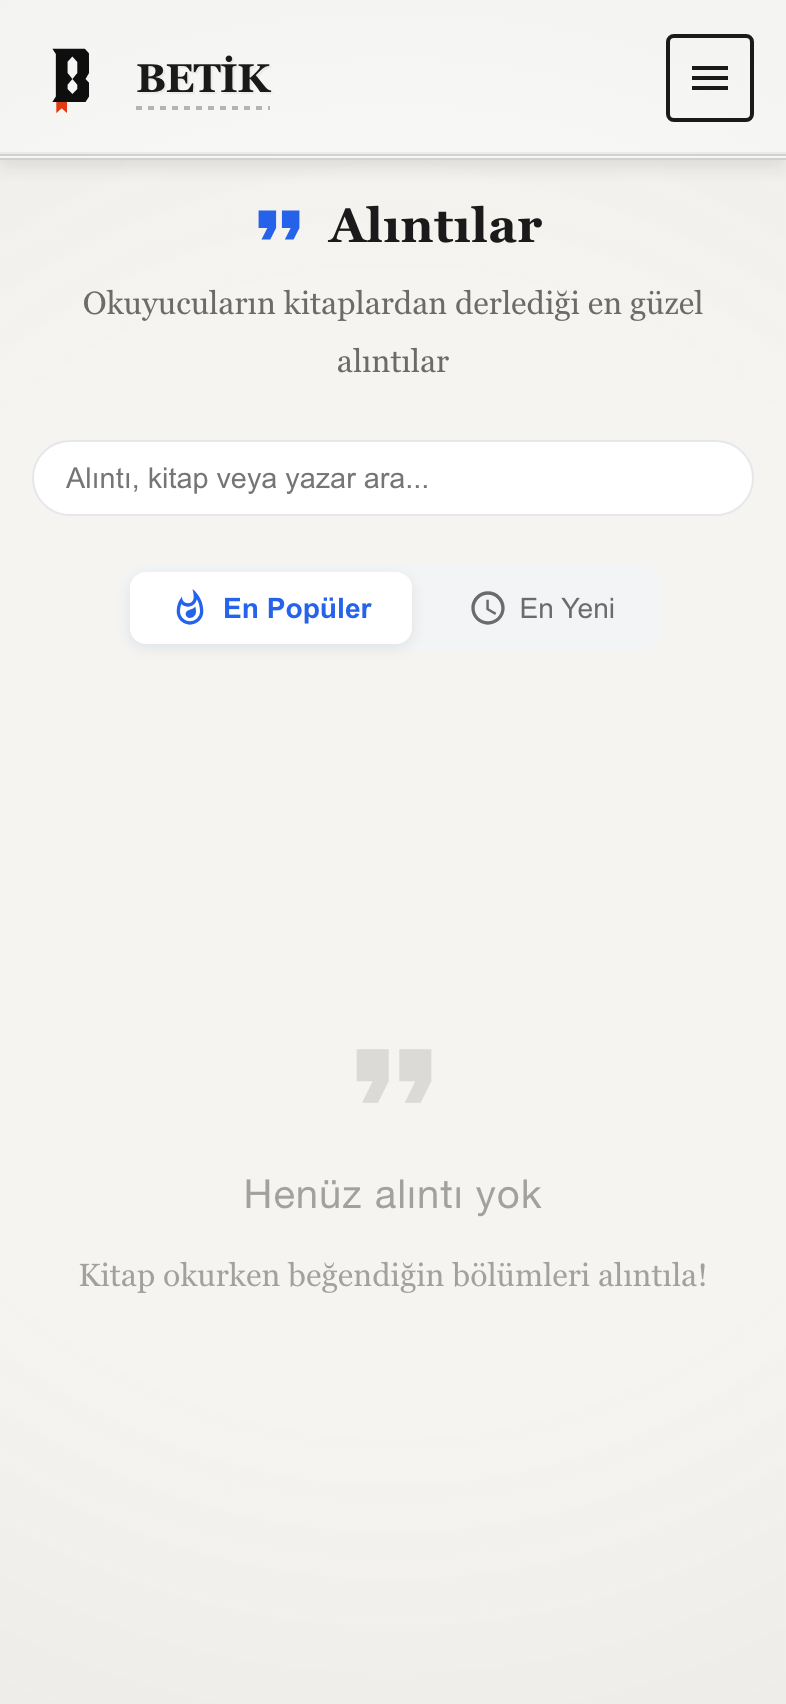 BETİK
Alıntılar
Okuyucuların kitaplardan derlediği en güzel
alıntılar
Alıntı, kitap veya yazar ara...
En Popüler
En Yeni
Henüz alıntı yok
Kitap okurken beğendiğin bölümleri alıntıla!